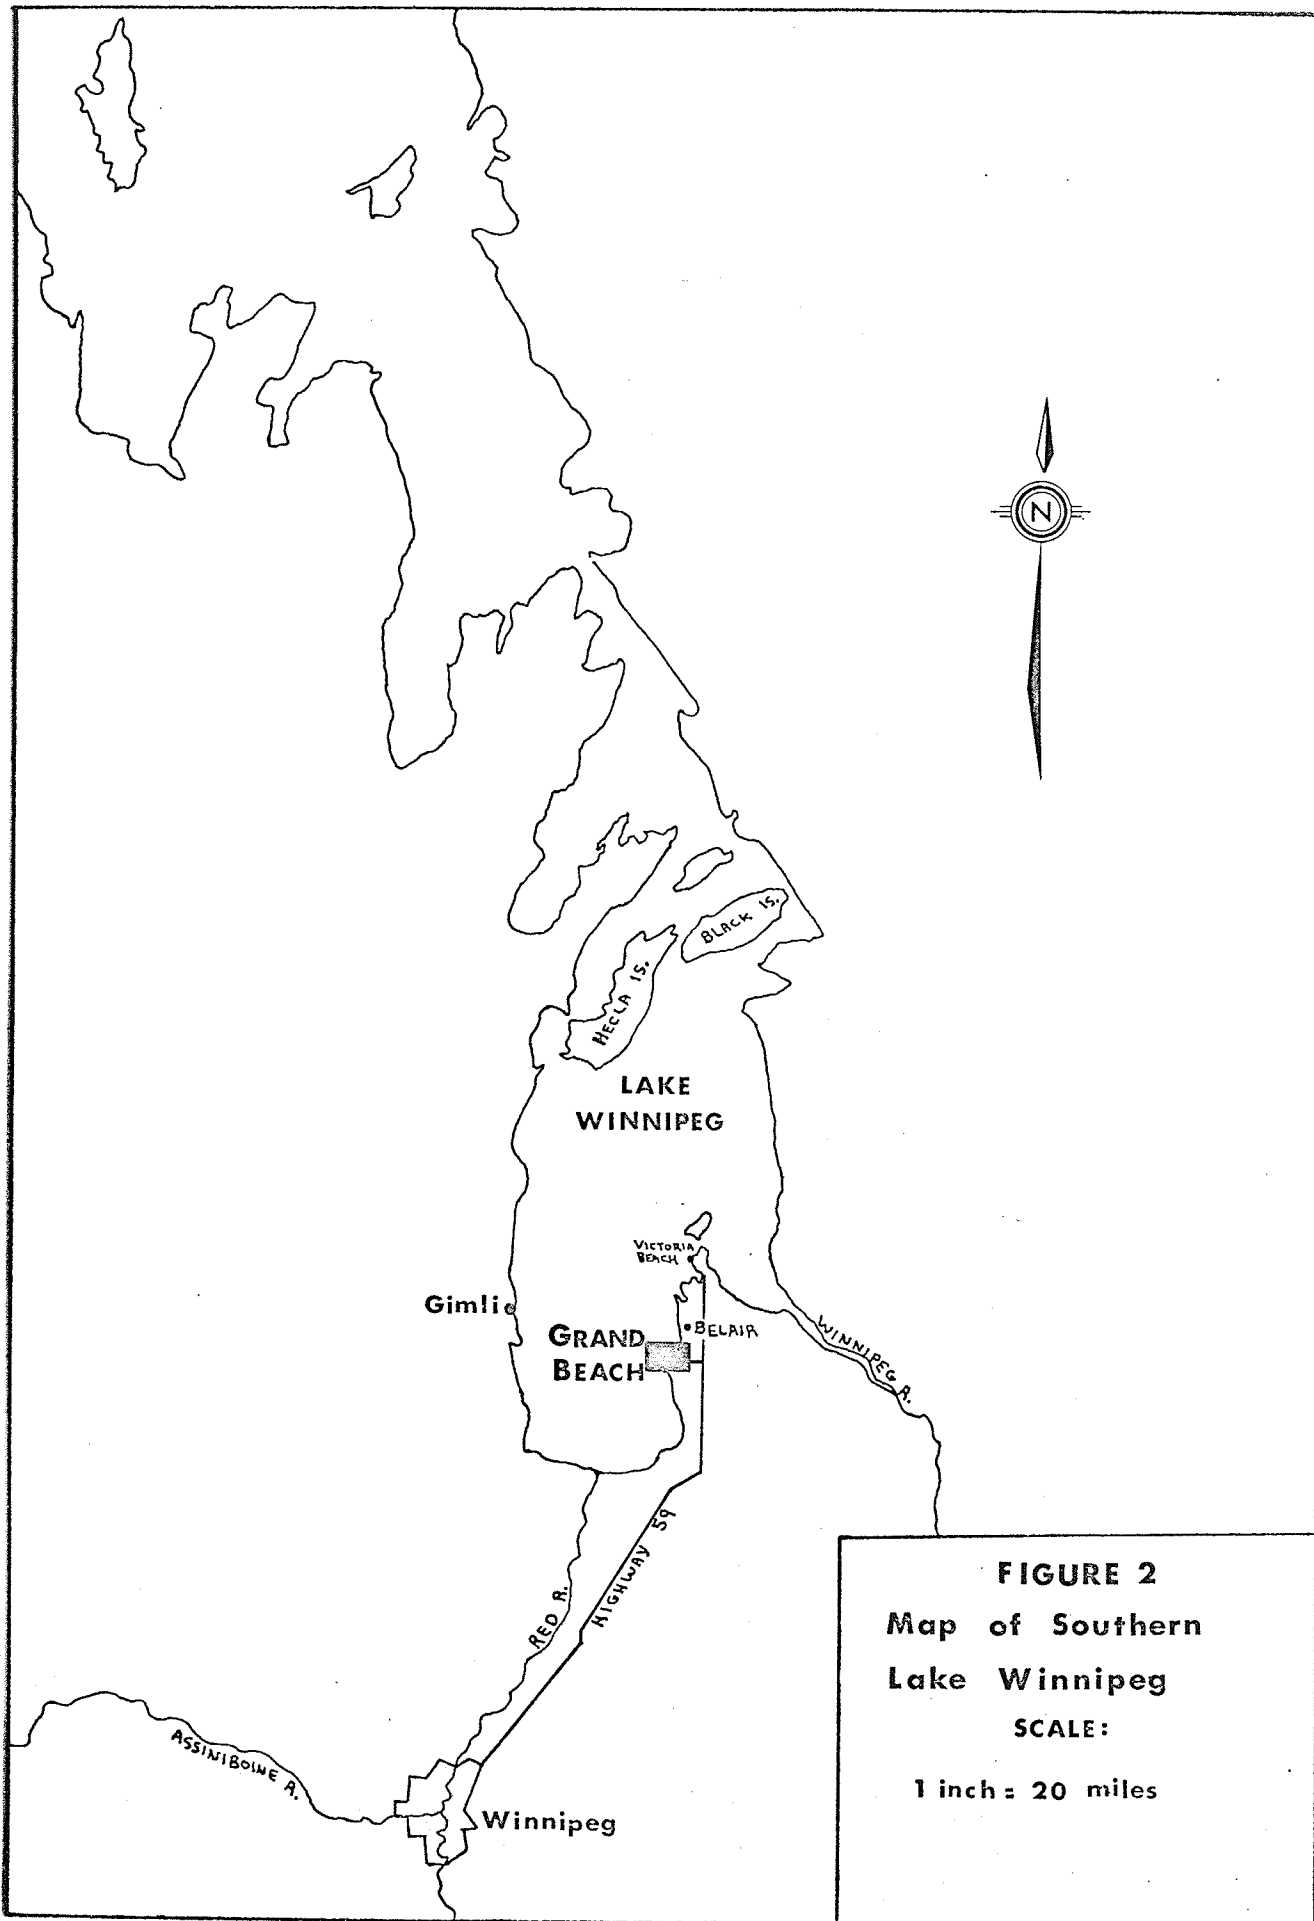 N
BLACK IS.
HECLA IS.
LAKE
WINNIPEG
VICTORIA
BEACH
Gimli
BELAIR
GRAND
BEACH
WINNIPEG R.
HIGHWAY 59
RED R.
ASSINIBOINE R.
Winnipeg
FIGURE 2
Map of Southern
Lake Winnipeg
SCALE:
1 inch = 20 miles